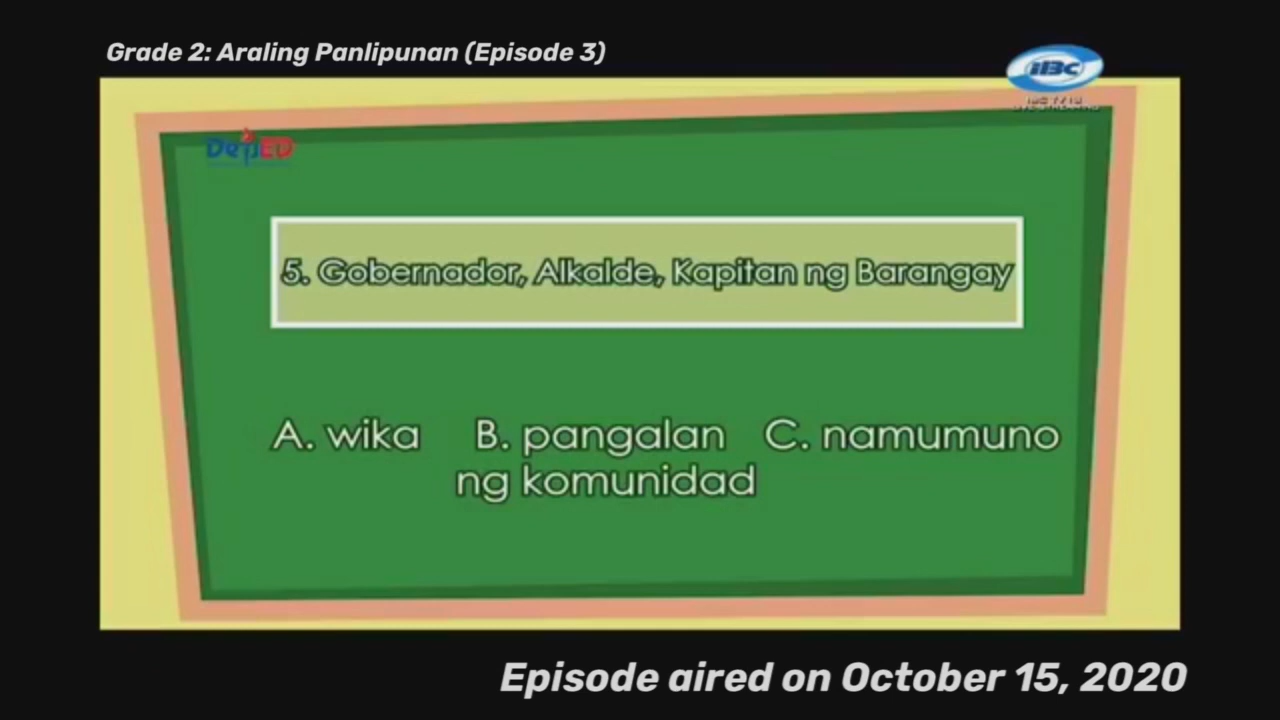 Grade 2: Araling Panlipunan (Episode 3)
iBC
DepED
5. Gobernador, Alkalde, Kapitan ng Barangay
A. wika B. pangalan C. namumuno
ng komunidad
Episode aired on October 15, 2020